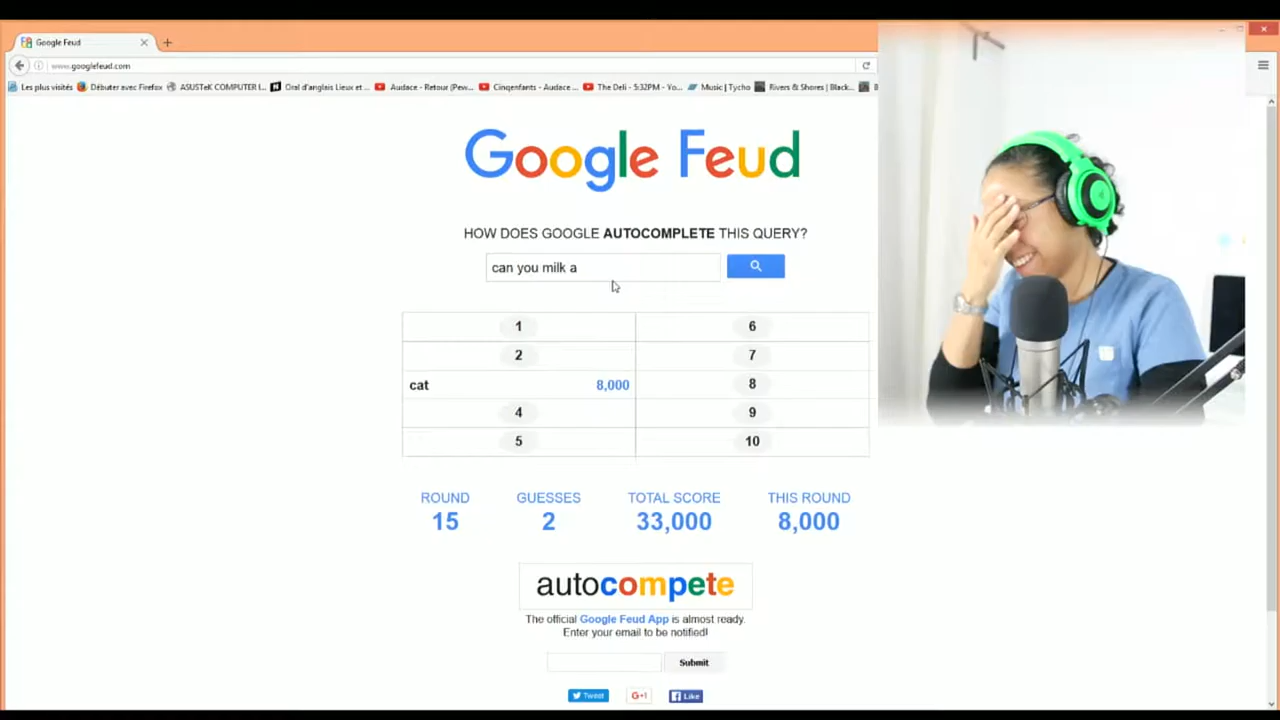 Google Feud
www.googlefeud.com
Les plus visités Débuter avec Firefox ASUSTeK COMPUTER I... Oral d'anglais Lieux et ... Audace - Retour (Pew... Cinqenfants - Audace ... The Deli - 5:32PM - Yo... Music | Tycho Rivers & Shores | Black...
Google Feud
HOW DOES GOOGLE AUTOCOMPLETE THIS QUERY?
can you milk a
1 6
2 7
cat 8,000 8
4 9
5 10
ROUND GUESSES TOTAL SCORE THIS ROUND
15 2 33,000 8,000
autocompete
The official Google Feud App is almost ready.
Enter your email to be notified!
Submit
Tweet G+1 Like